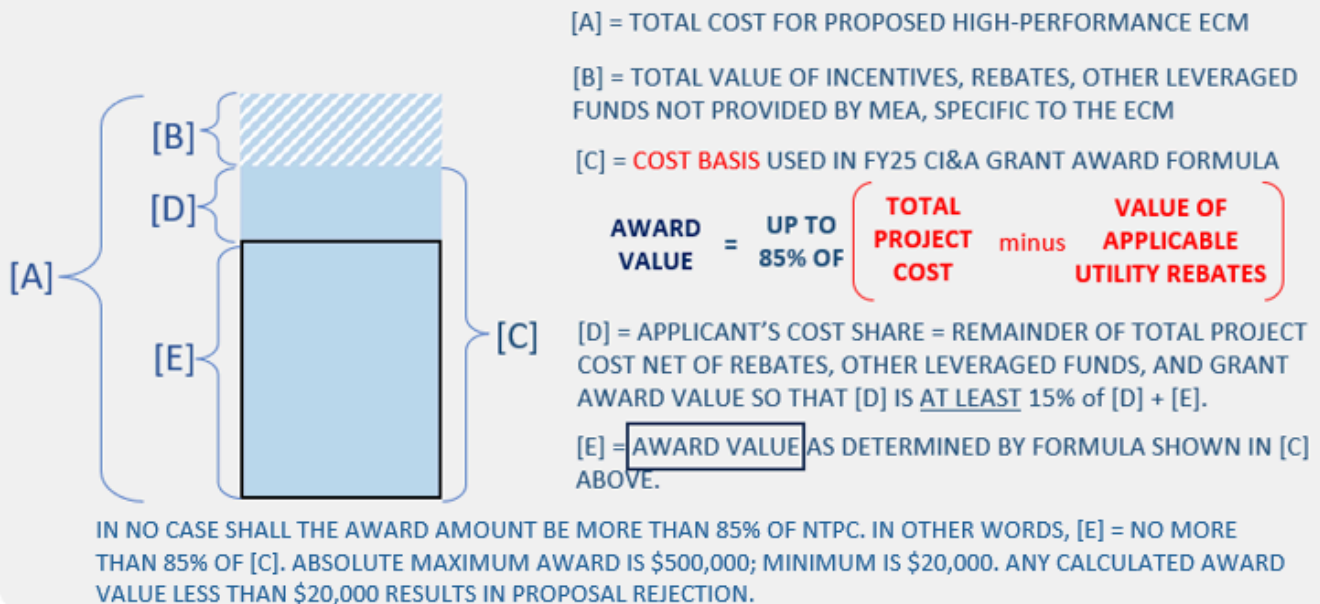 [A] = TOTAL COST FOR PROPOSED HIGH-PERFORMANCE ECM
[B] = TOTAL VALUE OF INCENTIVES, REBATES, OTHER LEVERAGED
FUNDS NOT PROVIDED BY MEA, SPECIFIC TO THE ECM
[C] = COST BASIS USED IN FY25 CI&A GRANT AWARD FORMULA
AWARD VALUE = UP TO 85% OF ( TOTAL PROJECT COST minus VALUE OF APPLICABLE UTILITY REBATES )
[D] = APPLICANT'S COST SHARE = REMAINDER OF TOTAL PROJECT
COST NET OF REBATES, OTHER LEVERAGED FUNDS, AND GRANT
AWARD VALUE SO THAT [D] IS AT LEAST 15% of [D] + [E].
[E] = AWARD VALUE AS DETERMINED BY FORMULA SHOWN IN [C]
ABOVE.
[A]
[B]
[D]
[E]
[C]
IN NO CASE SHALL THE AWARD AMOUNT BE MORE THAN 85% OF NTPC. IN OTHER WORDS, [E] = NO MORE
THAN 85% OF [C]. ABSOLUTE MAXIMUM AWARD IS $500,000; MINIMUM IS $20,000. ANY CALCULATED AWARD
VALUE LESS THAN $20,000 RESULTS IN PROPOSAL REJECTION.